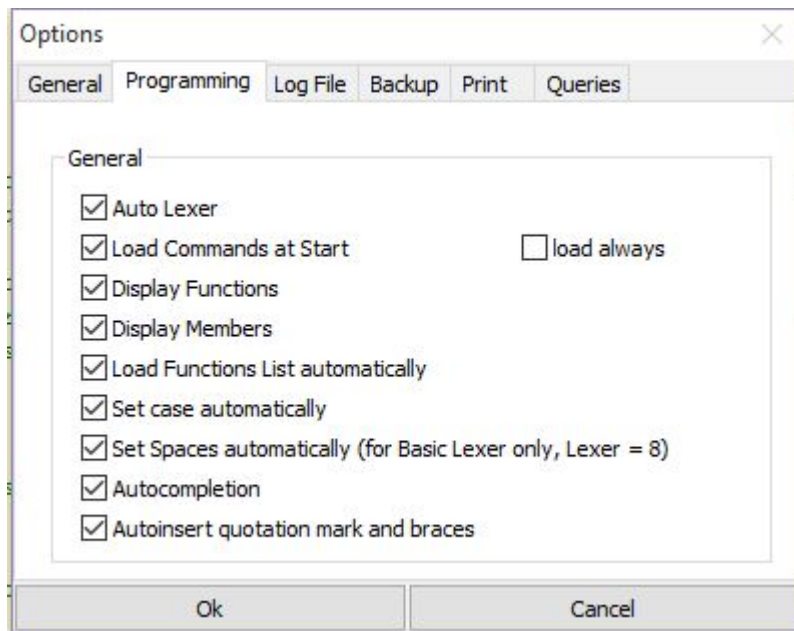 Options
General Programming Log File Backup Print Queries
General
Auto Lexer
Load Commands at Start load always
Display Functions
Display Members
Load Functions List automatically
Set case automatically
Set Spaces automatically (for Basic Lexer only, Lexer = 8)
Autocompletion
Autoinsert quotation mark and braces
Ok Cancel